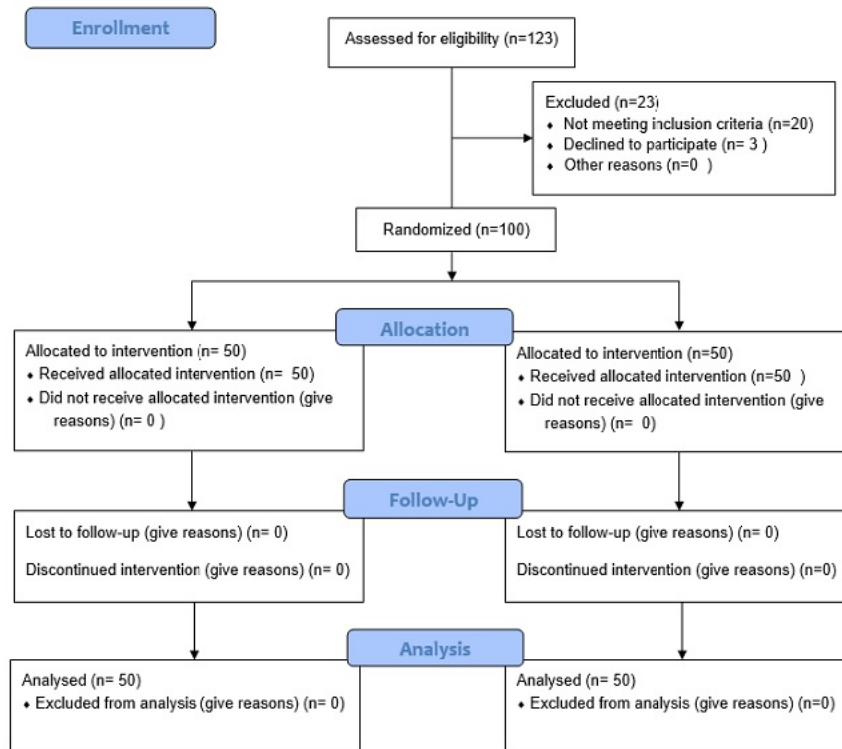 Enrollment
Assessed for eligibility (n=123)
Excluded (n=23)
⬧ Not meeting inclusion criteria (n=20)
⬧ Declined to participate (n= 3 )
⬧ Other reasons (n=0 )
Randomized (n=100)
Allocation
Allocated to intervention (n= 50)
⬧ Received allocated intervention (n= 50)
⬧ Did not receive allocated intervention (give
reasons) (n= 0 )
Allocated to intervention (n=50)
⬧ Received allocated intervention (n=50 )
⬧ Did not receive allocated intervention (give
reasons) (n= 0)
Follow-Up
Lost to follow-up (give reasons) (n= 0)
Discontinued intervention (give reasons) (n= 0)
Lost to follow-up (give reasons) (n= 0)
Discontinued intervention (give reasons) (n=0)
Analysis
Analysed (n= 50)
⬧ Excluded from analysis (give reasons) (n= 0)
Analysed (n= 50)
⬧ Excluded from analysis (give reasons) (n=0)